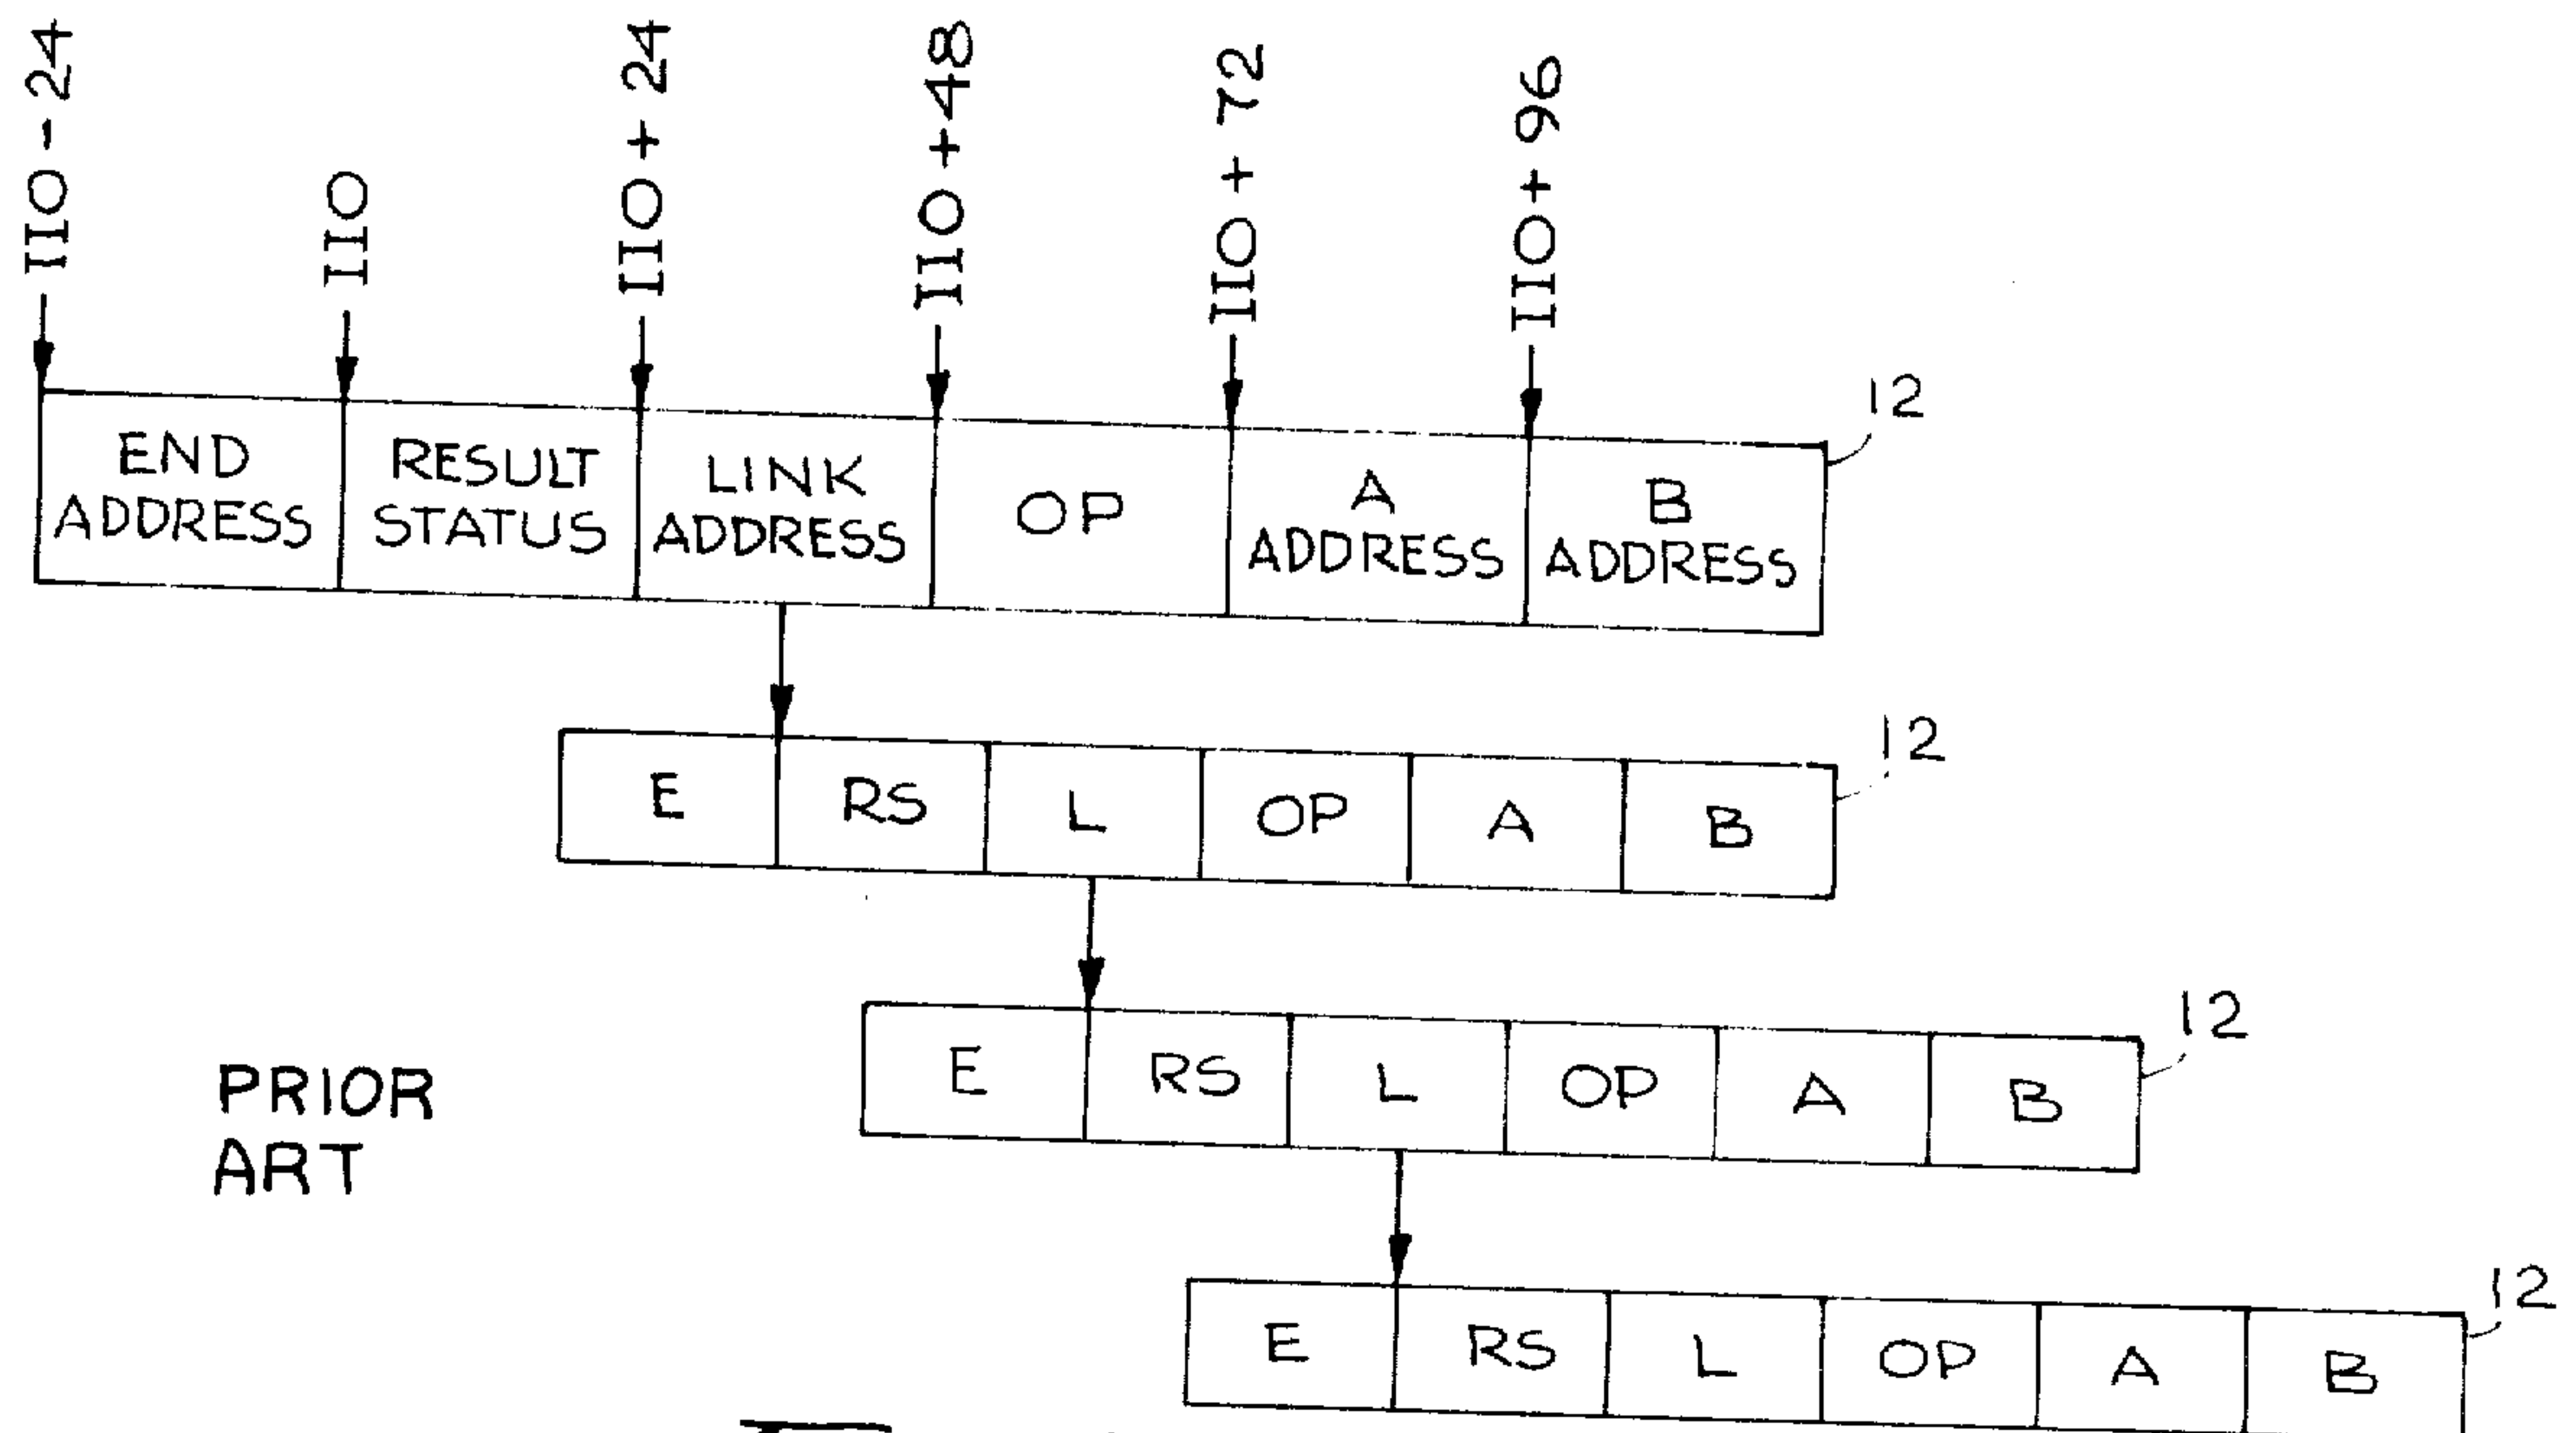 IIO - 24
IIO
IIO + 24
IIO + 48
IIO + 72
IIO + 96
12
END ADDRESS
RESULT STATUS
LINK ADDRESS
OP
A ADDRESS
B ADDRESS
12
E RS L OP A B
12
E RS L OP A B
PRIOR
ART
12
E RS L OP A B